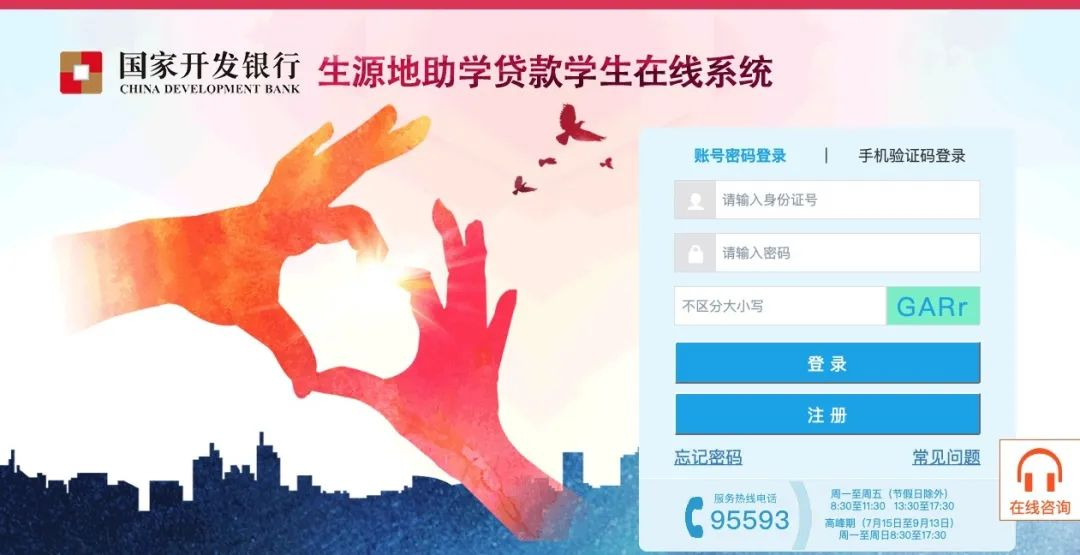 国家开发银行
CHINA DEVELOPMENT BANK
生源地助学贷款学生在线系统
账号密码登录 | 手机验证码登录
请输入身份证号
请输入密码
不区分大小写 GARr
登 录
注 册
忘记密码 常见问题
服务热线电话
95593
周一至周五（节假日除外）
8:30至11:30 13:30至17:30
高峰期（7月15日至9月13日）
周一至周日8:30至17:30
在线咨询